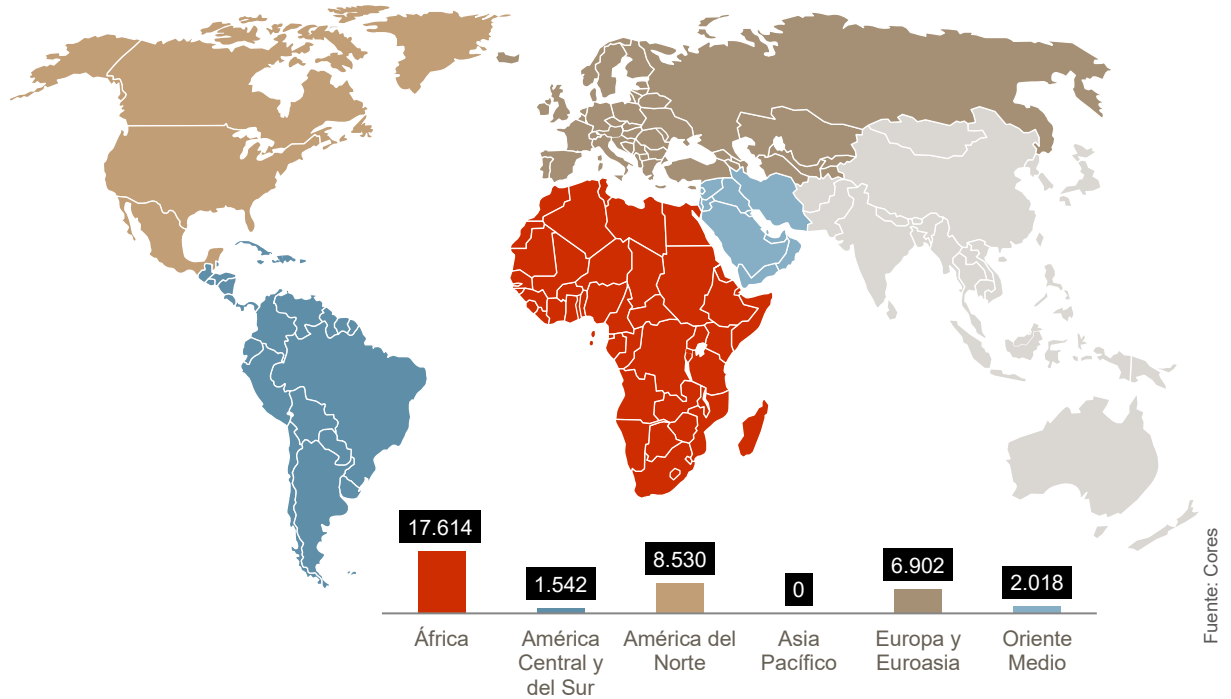 17.614
1.542
8.530
0
6.902
2.018
África
América
Central y
del Sur
América del
Norte
Asia
Pacífico
Europa y
Euroasia
Oriente
Medio
Fuente: Cores